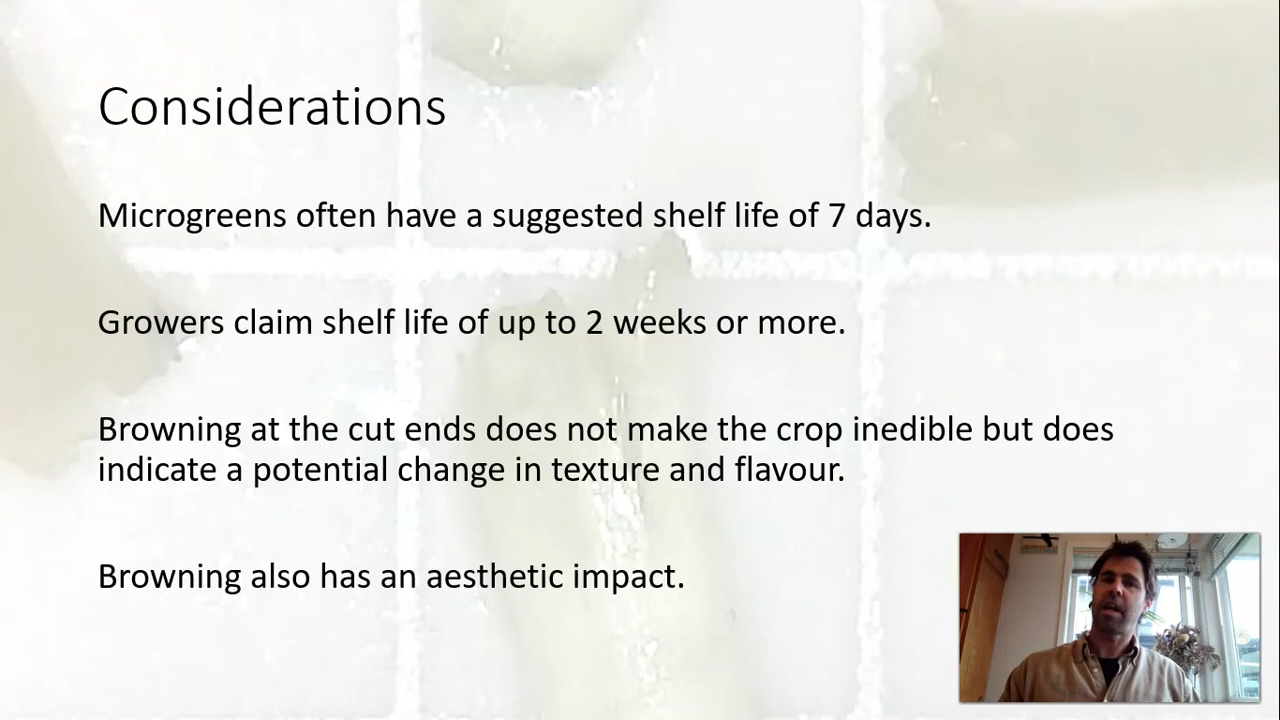 Considerations
Microgreens often have a suggested shelf life of 7 days.
Growers claim shelf life of up to 2 weeks or more.
Browning at the cut ends does not make the crop inedible but does
indicate a potential change in texture and flavour.
Browning also has an aesthetic impact.